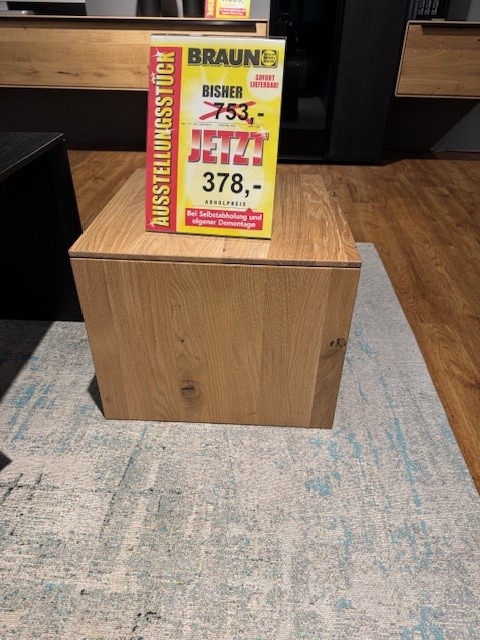 AUSSTELLUNGSSTÜCK
BRAUN
SOFORT
LIEFERBAR!
BISHER
753,-
JETZT
378,-
ABHOLPREIS
Bei Selbstabholung und
eigener Demontage